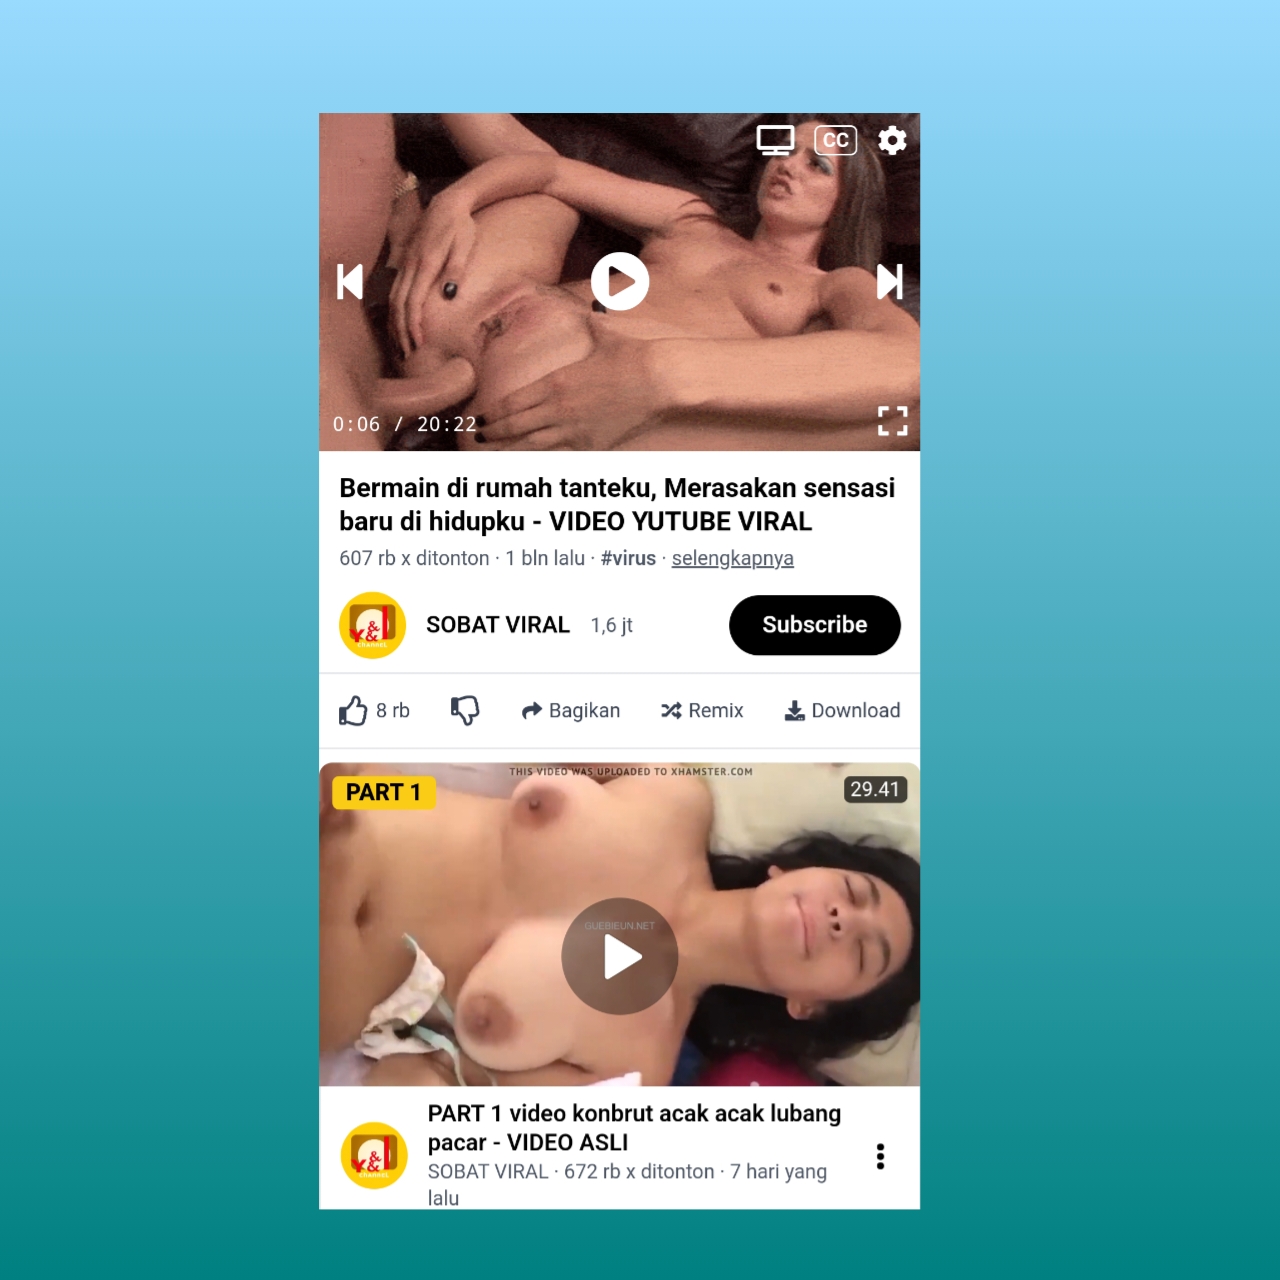 CC
0:06 / 20:22
Bermain di rumah tanteku, Merasakan sensasi
baru di hidupku - VIDEO YUTUBE VIRAL
607 rb x ditonton · 1 bln lalu · #virus · selengkapnya
Y&&I
channel
SOBAT VIRAL 1,6 jt
Subscribe
8 rb
Bagikan
Remix
Download
THIS VIDEO WAS UPLOADED TO XHAMSTER.COM
PART 1
29.41
GUEBIEUN.NET
PART 1 video konbrut acak acak lubang
pacar - VIDEO ASLI
SOBAT VIRAL · 672 rb x ditonton · 7 hari yang
lalu